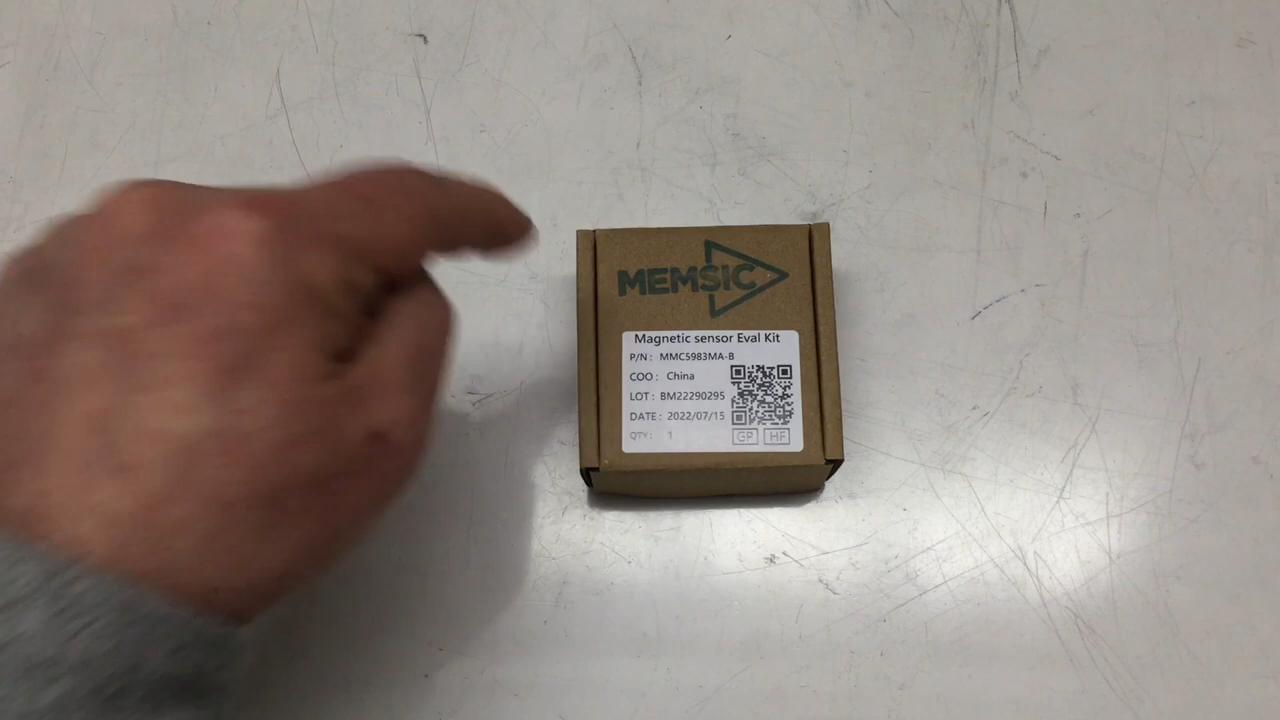 MEMSIC
Magnetic sensor Eval Kit
P/N: MMC5983MA-B
COO: China
LOT: BM22290295
DATE: 2022/07/15
QTY: 1 GP HF